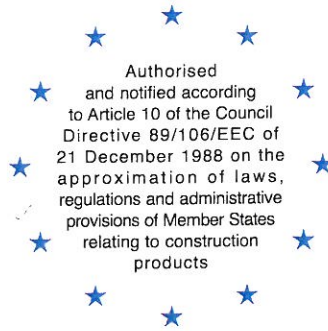 Authorised
and notified according
to Article 10 of the Council
Directive 89/106/EEC of
21 December 1988 on the
approximation of laws,
regulations and administrative
provisions of Member States
relating to construction
products